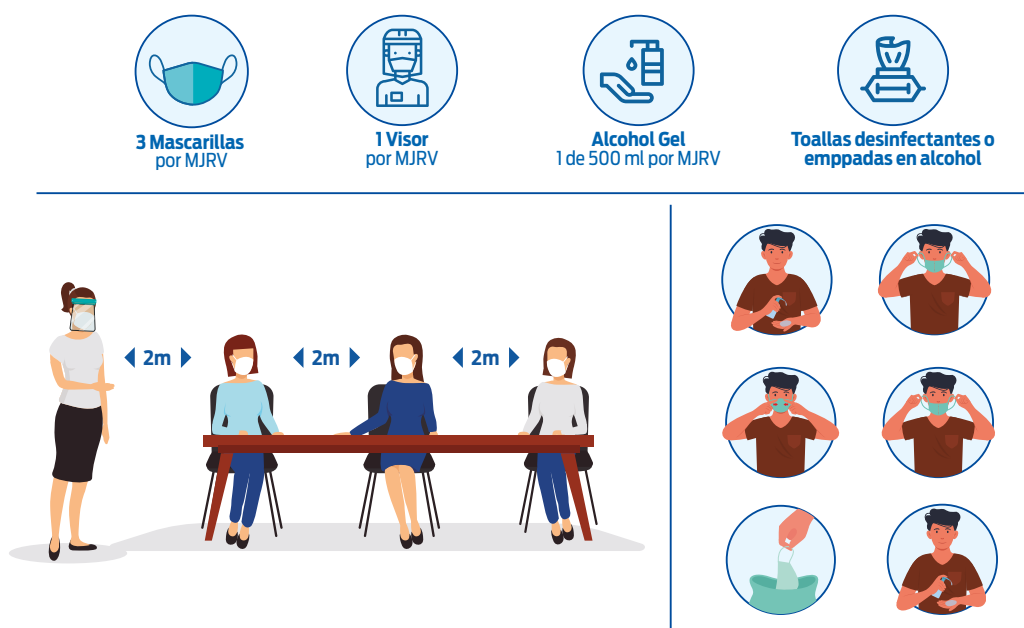 3 Mascarillas
por MJRV
1 Visor
por MJRV
Alcohol Gel
1 de 500 ml por MJRV
Toallas desinfectantes o
emppadas en alcohol
2m
2m
2m